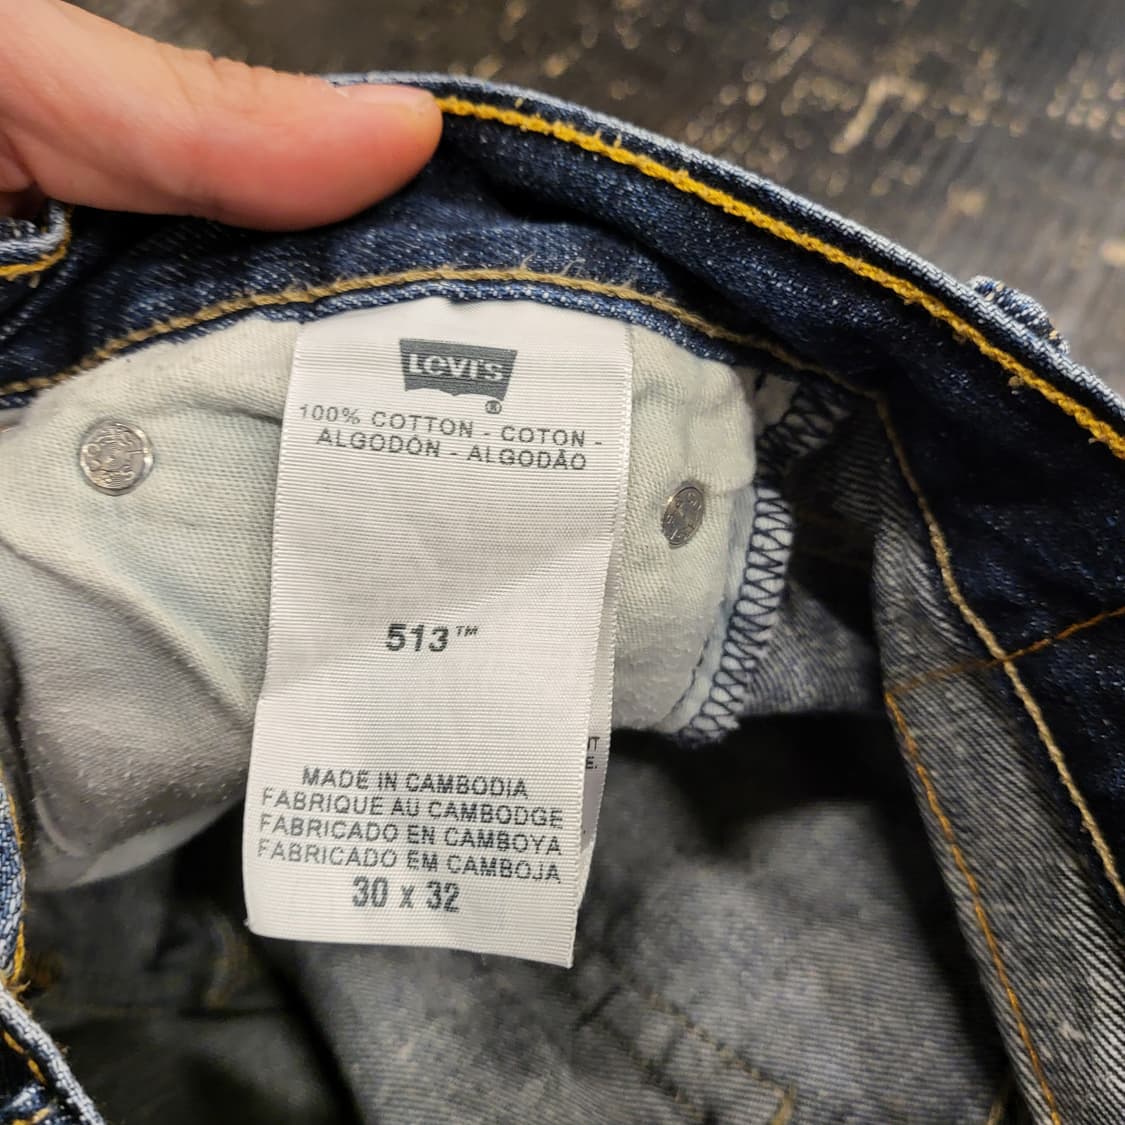 LEVI'S
®
100% COTTON - COTON -
ALGODÓN - ALGODÃO
513™
MADE IN CAMBODIA
FABRIQUE AU CAMBODGE
FABRICADO EN CAMBOYA
FABRICADO EM CAMBOJA
30 x 32